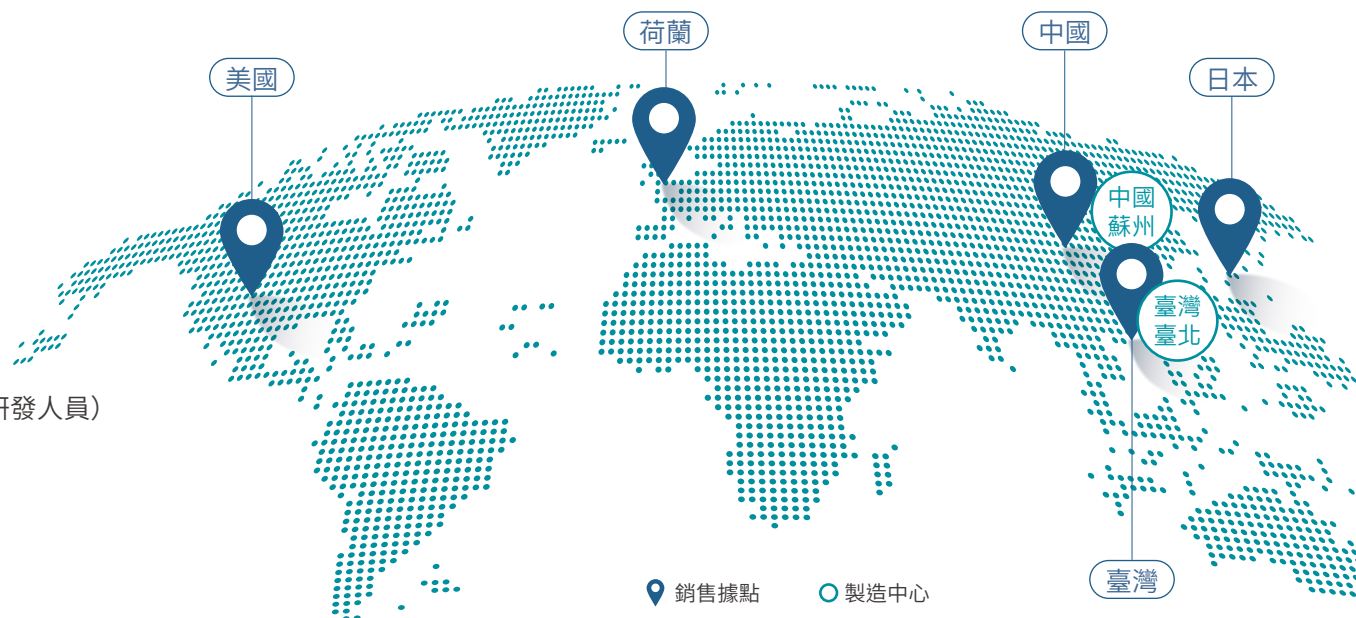 荷蘭
中國
美國
日本
中國
蘇州
臺灣
臺北
研發人員）
銷售據點
製造中心
臺灣